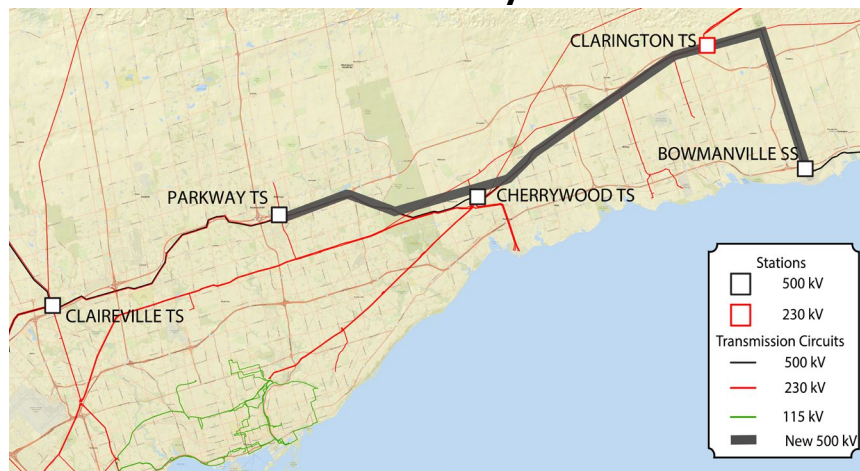 CLARINGTON TS
BOWMANVILLE SS
PARKWAY TS
CHERRYWOOD TS
CLAIREVILLE TS
Stations
500 kV
230 kV
Transmission Circuits
500 kV
230 kV
115 kV
New 500 kV